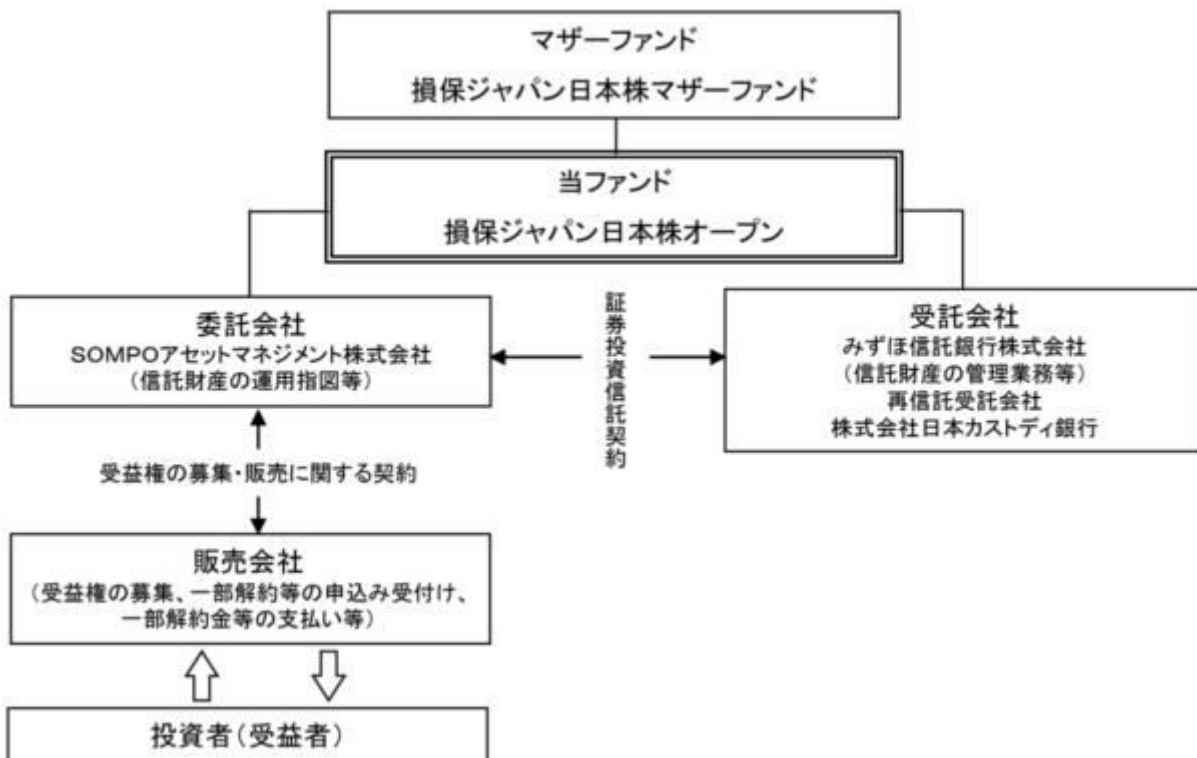 マザーファンド
損保ジャパン日本株マザーファンド
当ファンド
損保ジャパン日本株オープン
委託会社
SOMPOアセットマネジメント株式会社
(信託財産の運用指図等)
証券投資信託契約
受託会社
みずほ信託銀行株式会社
(信託財産の管理業務等)
再信託受託会社
株式会社日本カストディ銀行
受益権の募集・販売に関する契約
販売会社
(受益権の募集、一部解約等の申込み受付け、
一部解約金等の支払い等)
投資者(受益者)